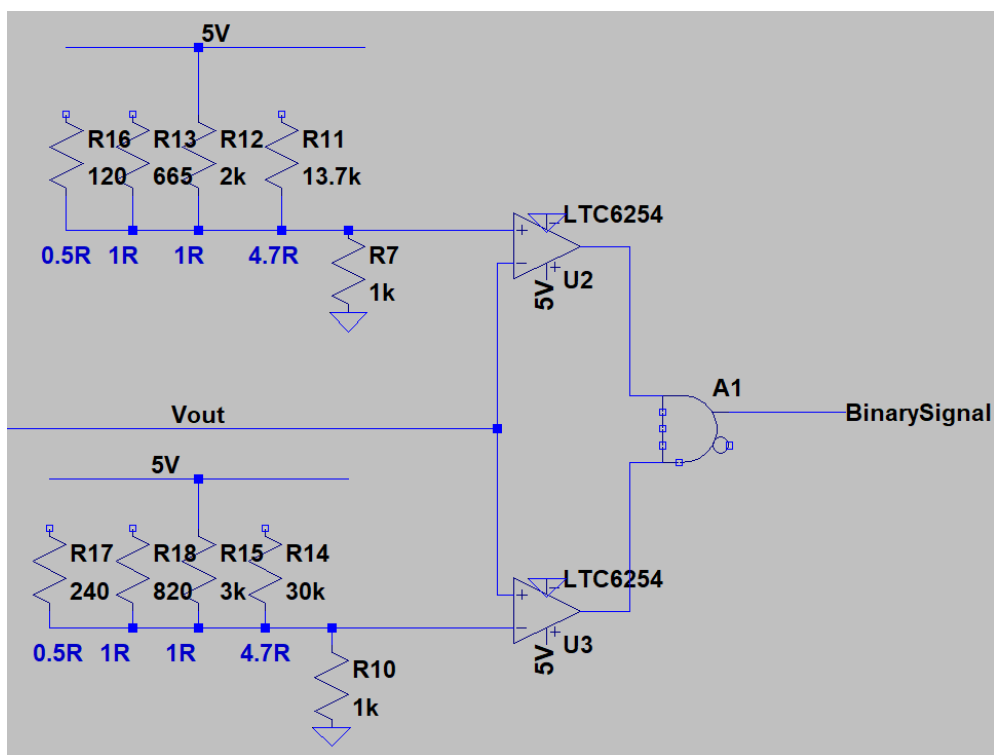 5V
R16
120
R13
665
R12
2k
R11
13.7k
0.5R
1R
1R
4.7R
R7
1k
LTC6254
U2
5V
Vout
A1
BinarySignal
5V
R17
240
R18
820
R15
3k
R14
30k
0.5R
1R
1R
4.7R
R10
1k
LTC6254
U3
5V